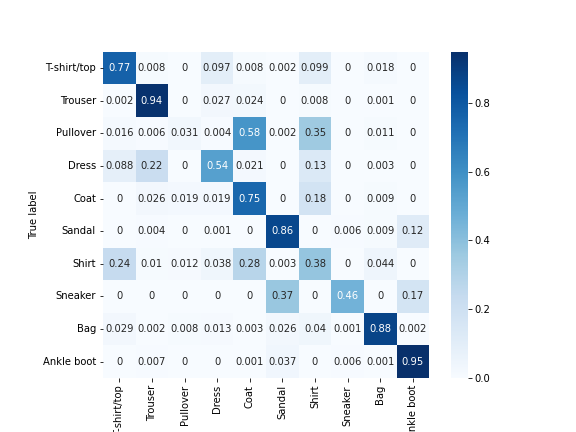 T-shirt/top 0.77 0.008 0 0.097 0.008 0.002 0.099 0 0.018 0
Trouser 0.002 0.94 0 0.027 0.024 0 0.008 0 0.001 0
Pullover 0.016 0.006 0.031 0.004 0.58 0.002 0.35 0 0.011 0
Dress 0.088 0.22 0 0.54 0.021 0 0.13 0 0.003 0
Coat 0 0.026 0.019 0.019 0.75 0 0.18 0 0.009 0
Sandal 0 0.004 0 0.001 0 0.86 0 0.006 0.009 0.12
Shirt 0.24 0.01 0.012 0.038 0.28 0.003 0.38 0 0.044 0
Sneaker 0 0 0 0 0 0.37 0 0.46 0 0.17
Bag 0.029 0.002 0.008 0.013 0.003 0.026 0.04 0.001 0.88 0.002
Ankle boot 0 0.007 0 0 0.001 0.037 0 0.006 0.001 0.95
True label
-shirt/top
Trouser
Pullover
Dress
Coat
Sandal
Shirt
Sneaker
Bag
nkle boot
0.8
0.6
0.4
0.2
0.0